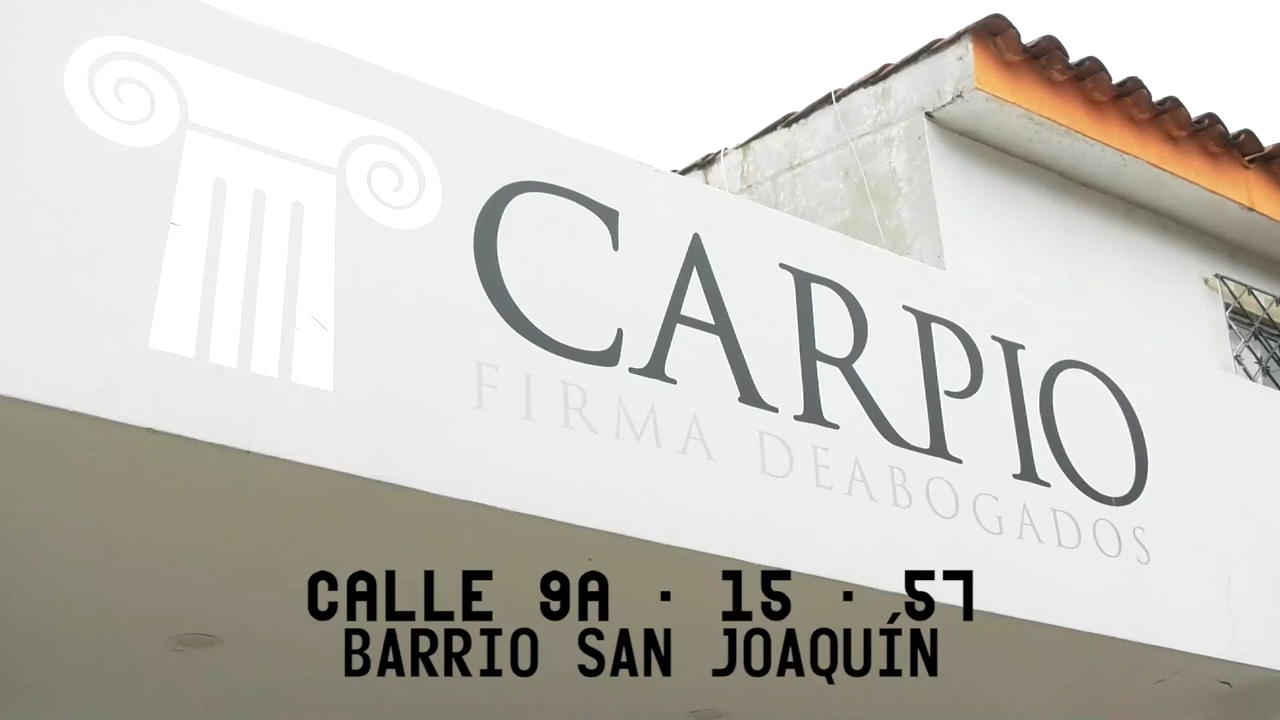 CARPIO
FIRMA DEABOGADOS
CALLE 9A · 15 · 57
BARRIO SAN JOAQUÍN